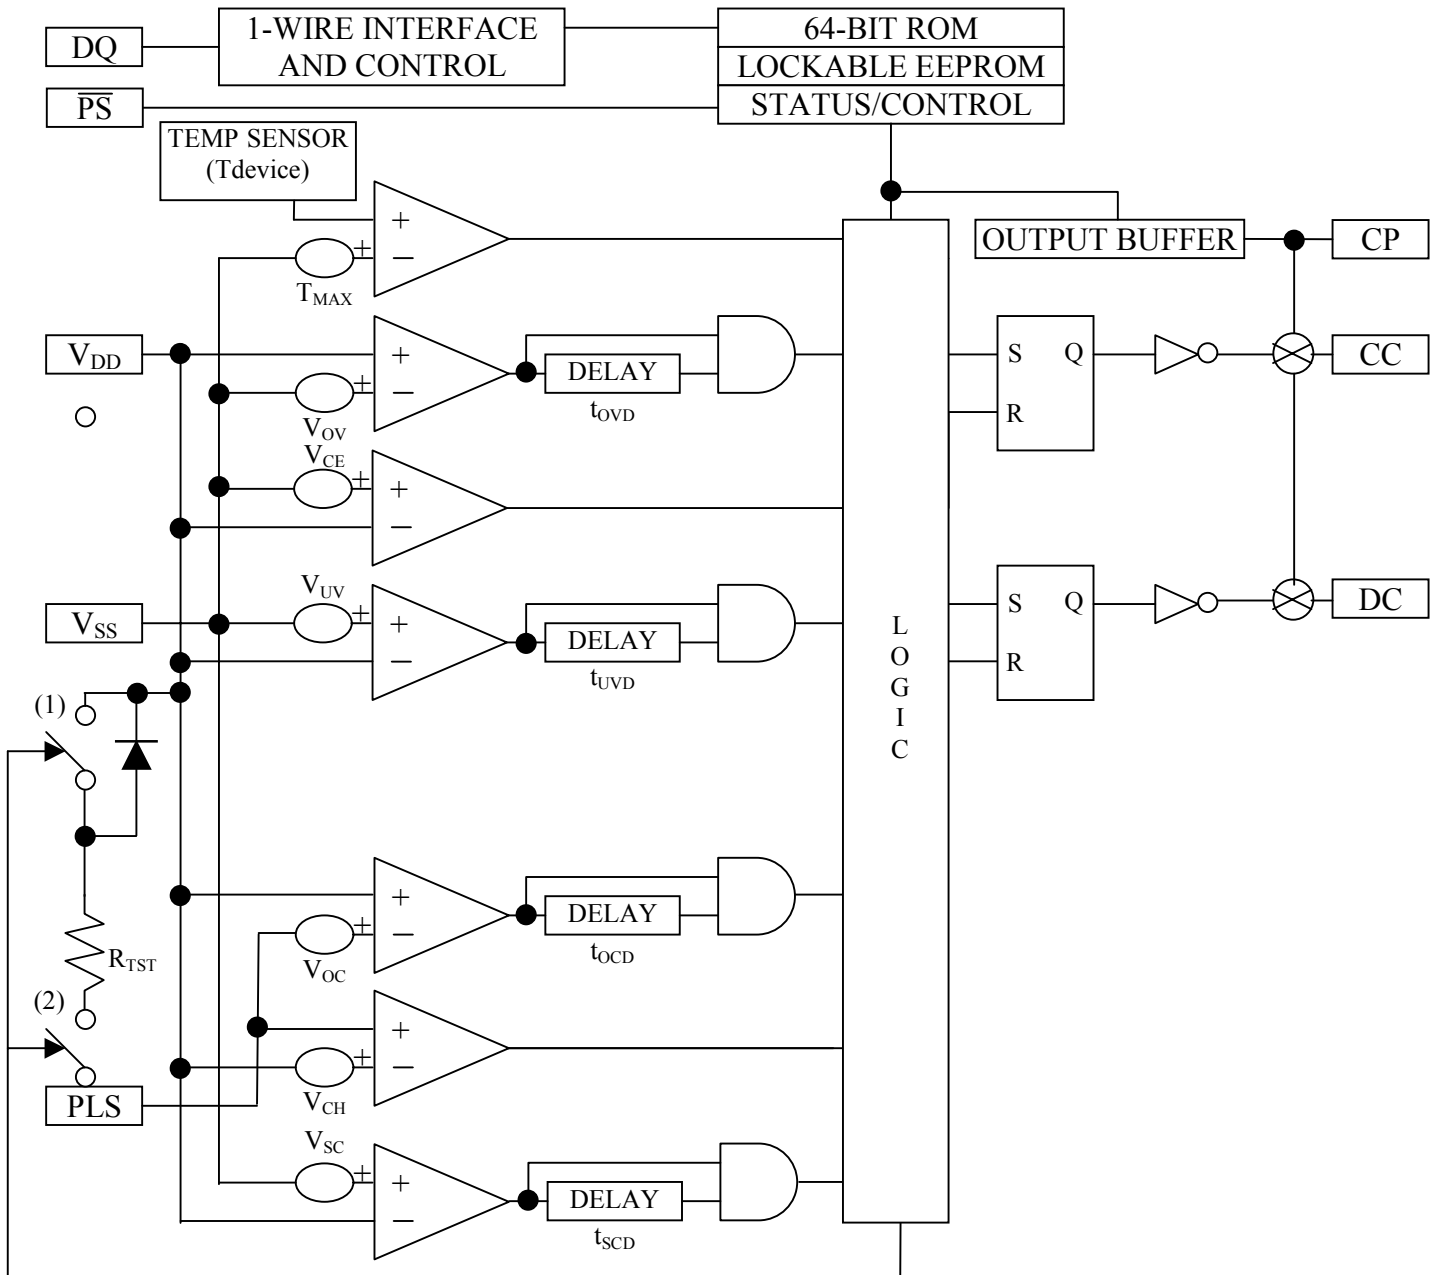 DQ
1-WIRE INTERFACE
AND CONTROL
64-BIT ROM
LOCKABLE EEPROM
STATUS/CONTROL
PS
TEMP SENSOR
(Tdevice)
+
+
−
TMAX
OUTPUT BUFFER
CP
VDD
+
+
−
VOV
DELAY
tOVD
S Q
R
CC
VCE
+
+
−
VUV
VSS
+
+
−
DELAY
tUVD
S Q
R
DC
LOGIC
(1)
+
+
−
VOC
DELAY
tOCD
RTST
(2)
+
+
−
VCH
PLS
VSC
+
+
−
DELAY
tSCD